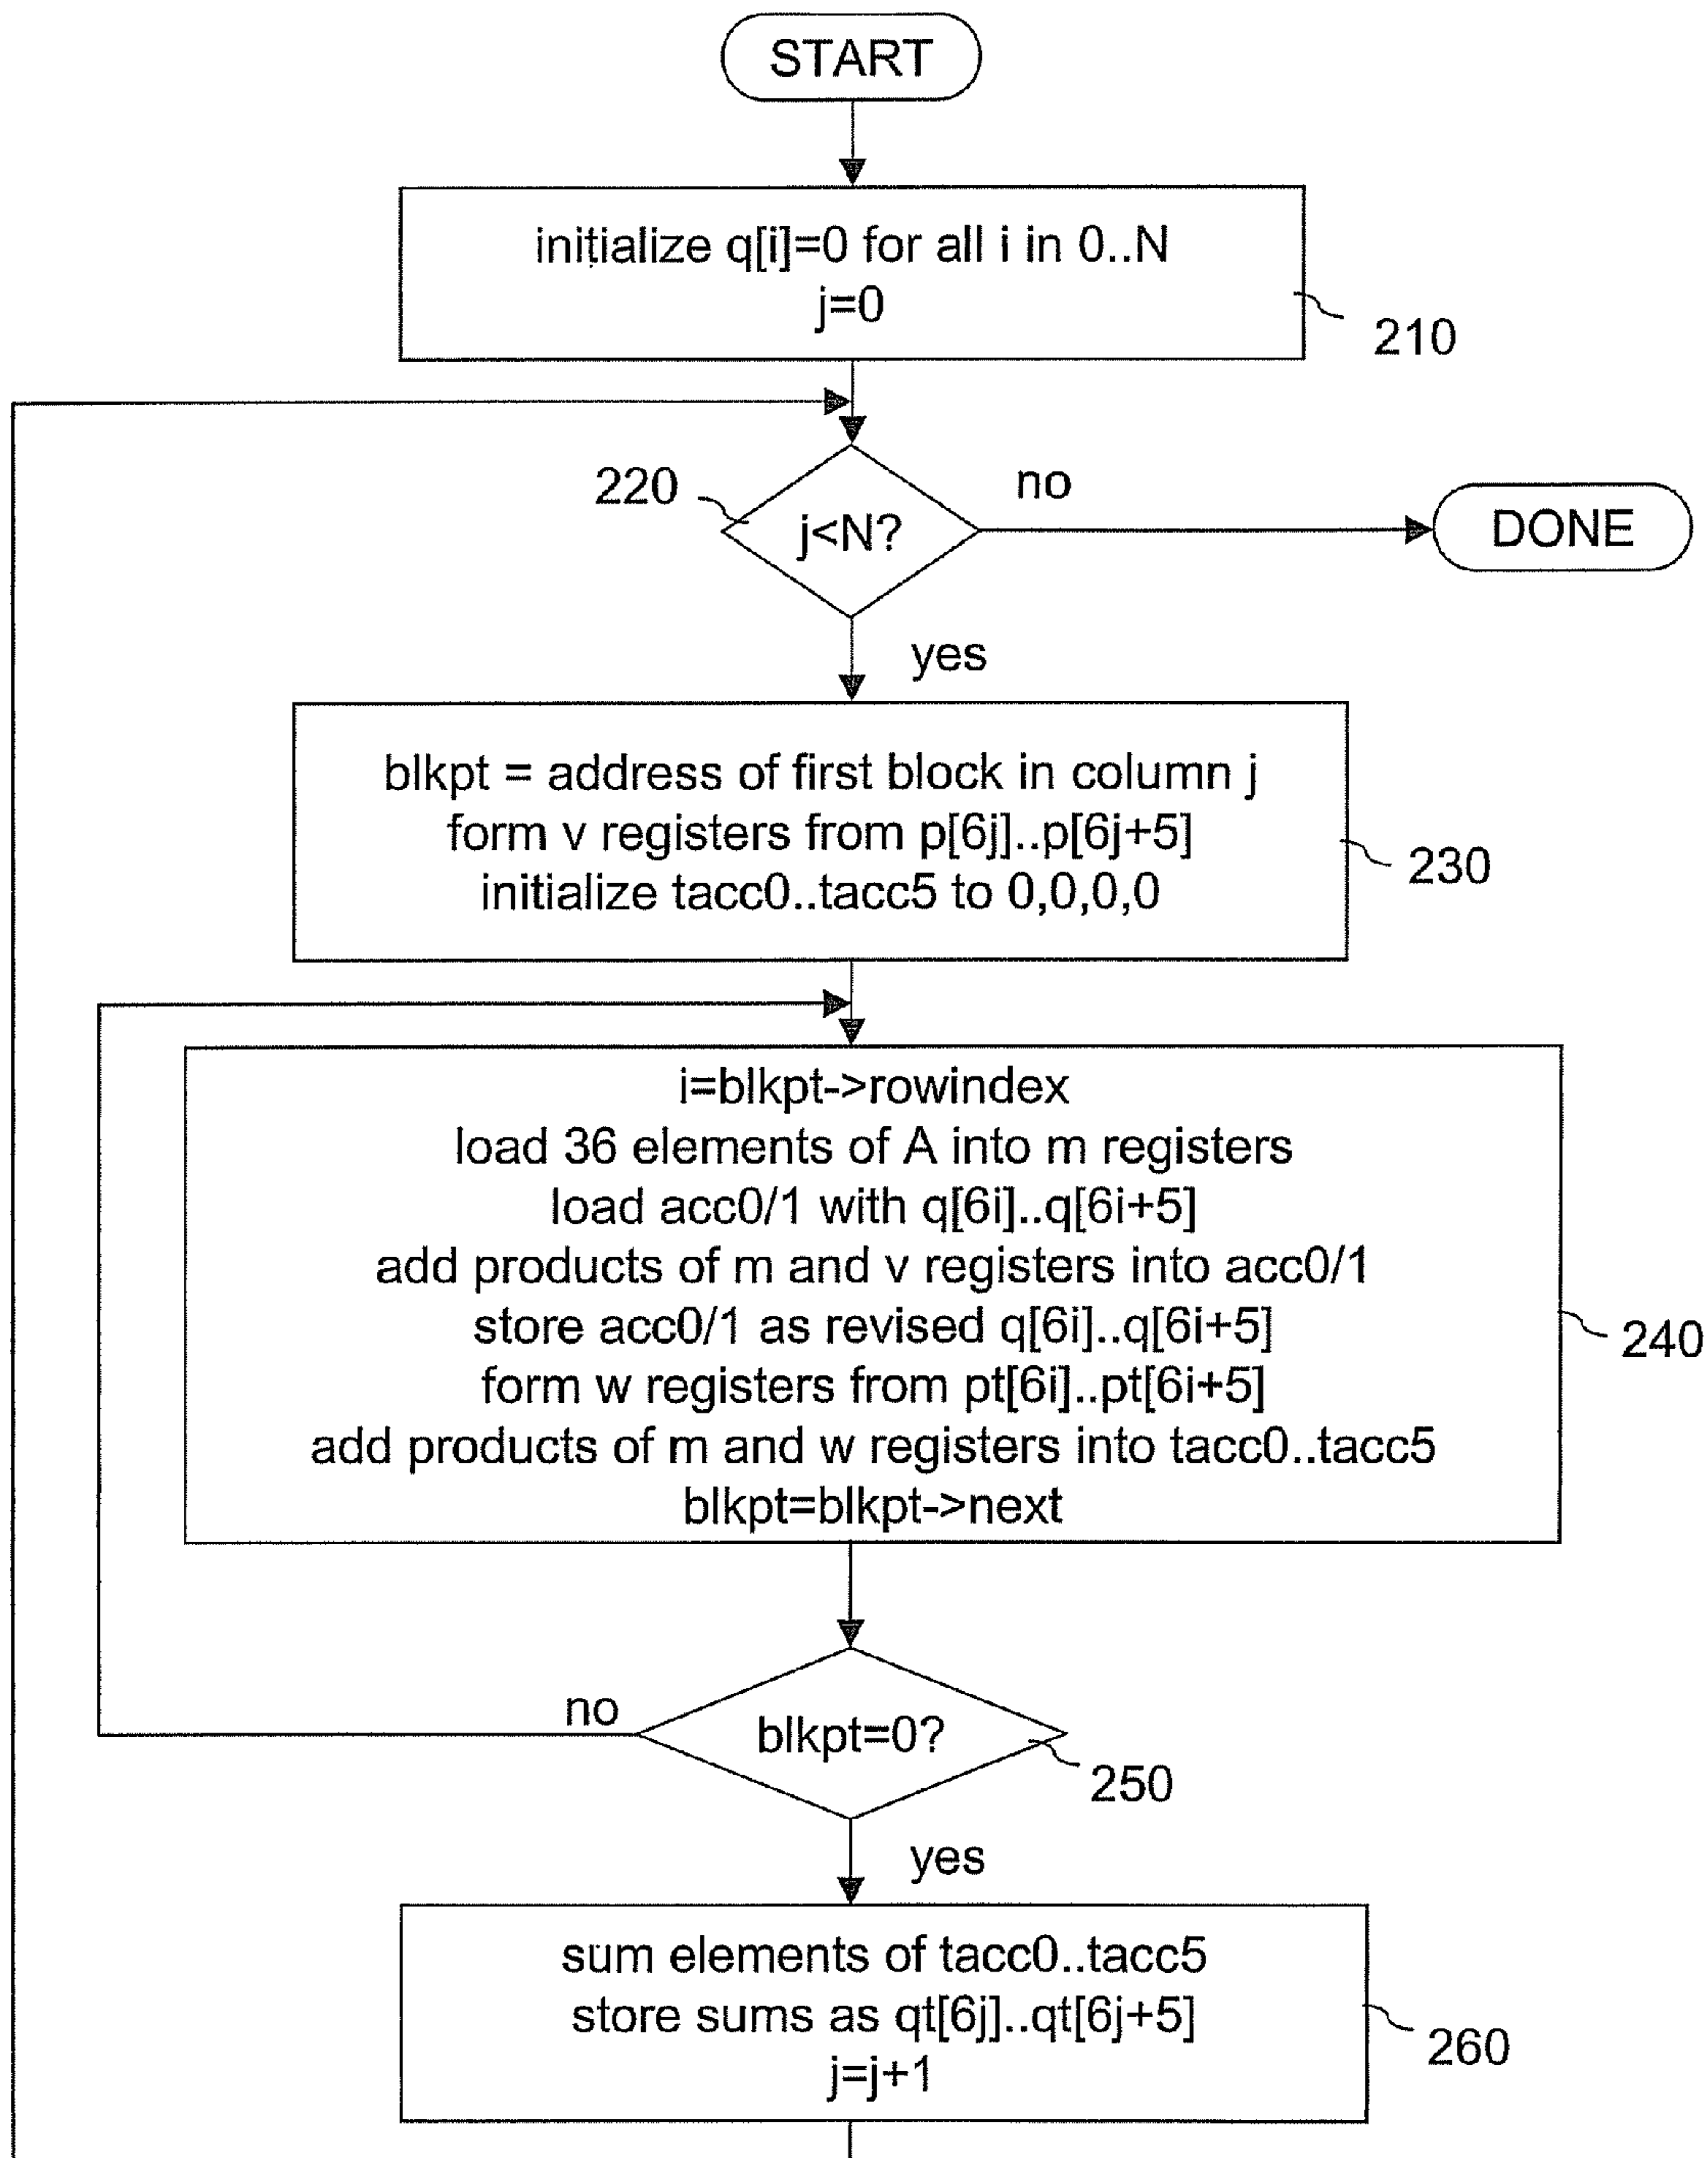 START
initialize q[i]=0 for all i in 0..N
j=0
210
220
j<N?
no
DONE
yes
blkpt = address of first block in column j
form v registers from p[6j]..p[6j+5]
initialize tacc0..tacc5 to 0,0,0,0
230
i=blkpt->rowindex
load 36 elements of A into m registers
load acc0/1 with q[6i]..q[6i+5]
add products of m and v registers into acc0/1
store acc0/1 as revised q[6i]..q[6i+5]
form w registers from pt[6i]..pt[6i+5]
add products of m and w registers into tacc0..tacc5
blkpt=blkpt->next
240
no
blkpt=0?
250
yes
sum elements of tacc0..tacc5
store sums as qt[6j]..qt[6j+5]
j=j+1
260